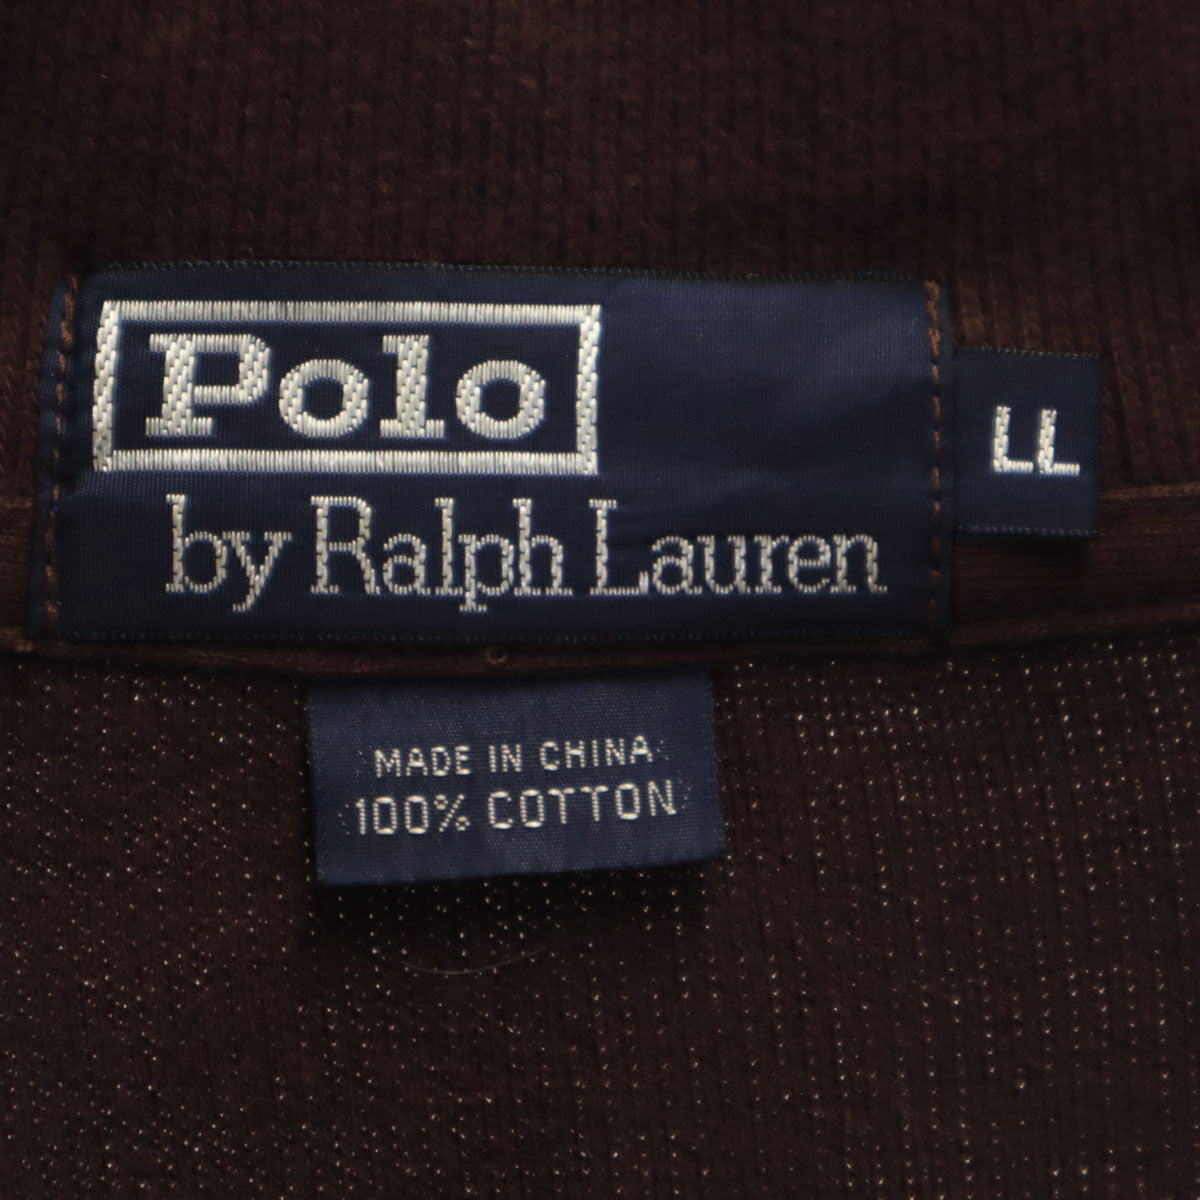 Polo
by Ralph Lauren
LL
MADE IN CHINA
100% COTTON